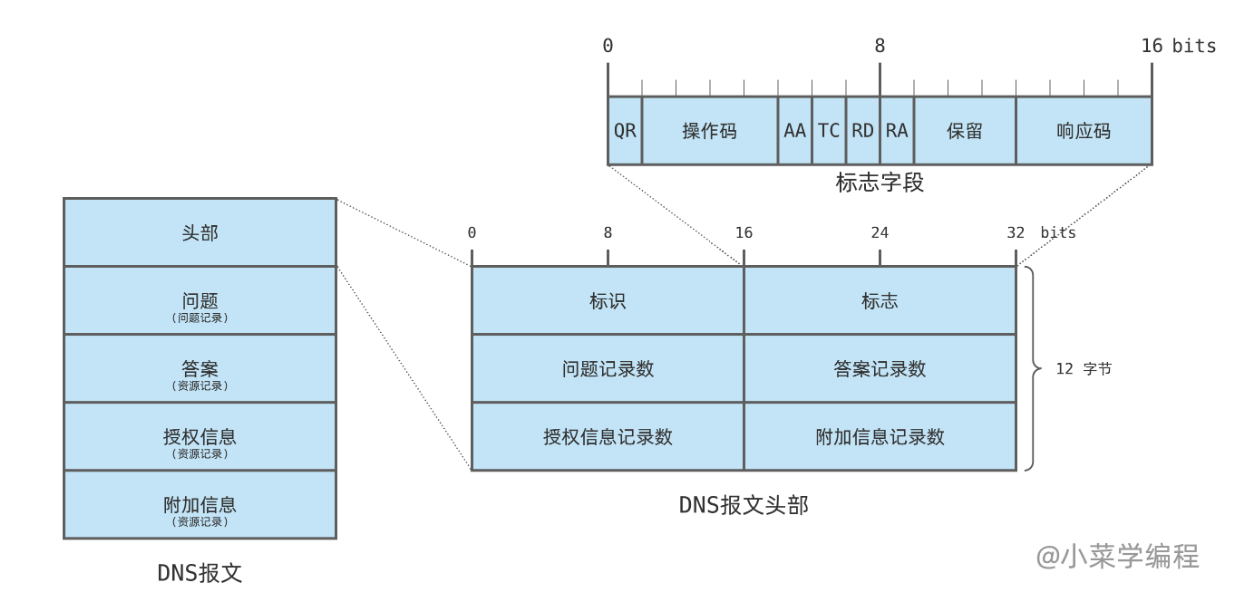 0 8 16 bits
QR 操作码 AA TC RD RA 保留 响应码
标志字段
头部
问题
(问题记录)
答案
(资源记录)
授权信息
(资源记录)
附加信息
(资源记录)
DNS报文
0 8 16 24 32 bits
标识 标志
问题记录数 答案记录数
授权信息记录数 附加信息记录数
12 字节
DNS报文头部
@小菜学编程